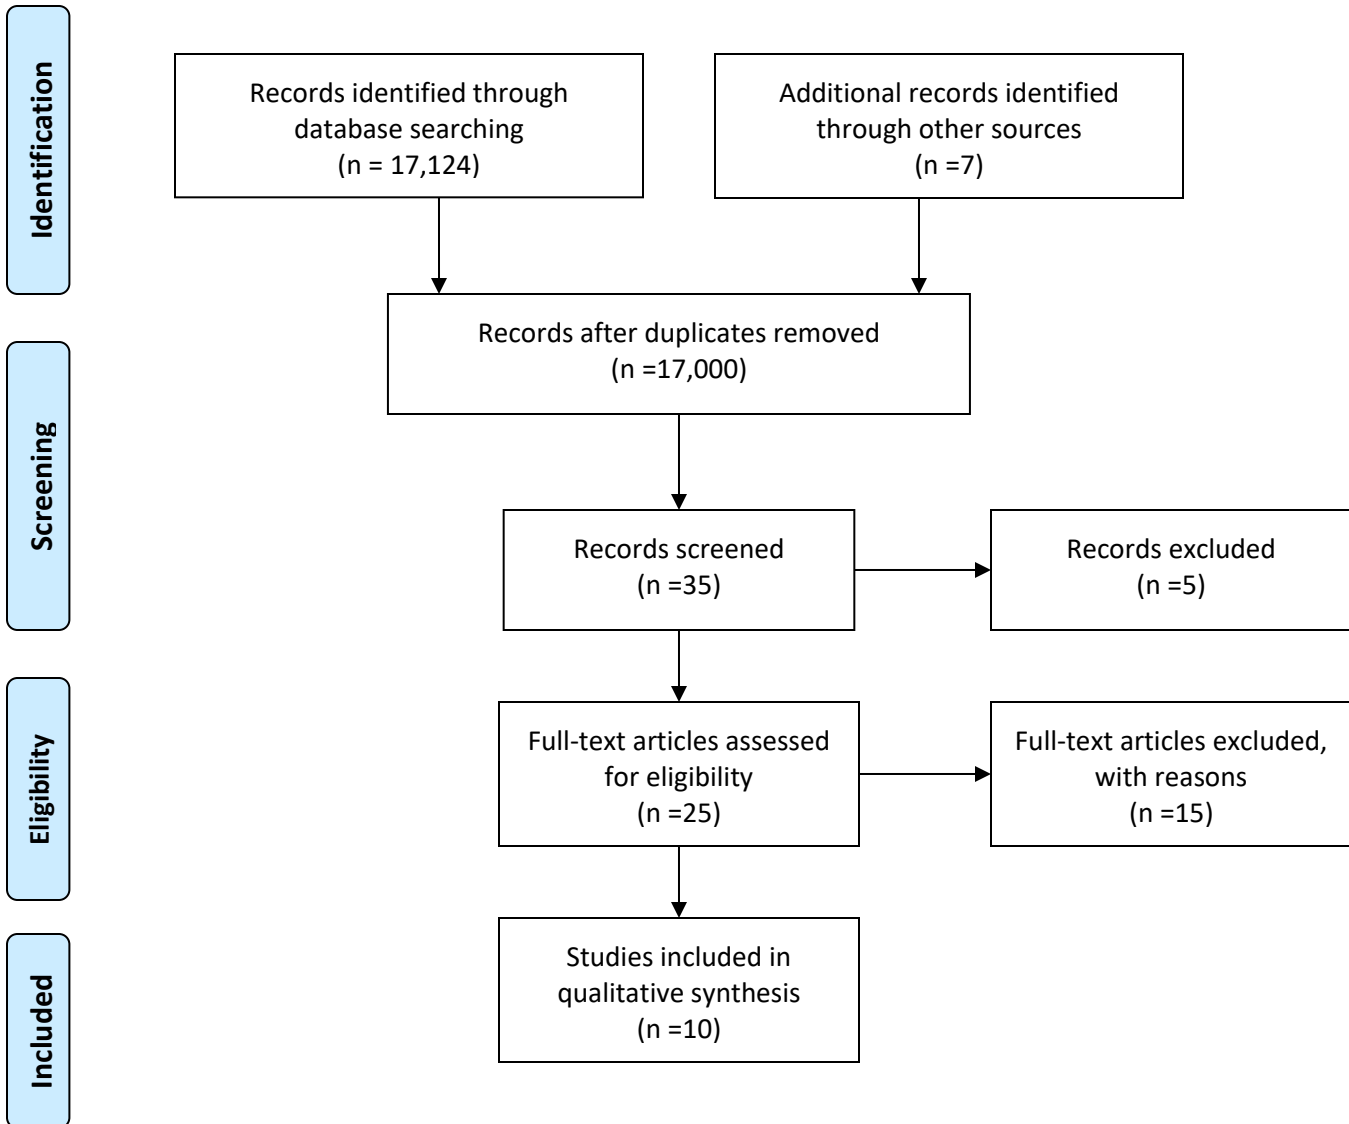 Identification
Records identified through
database searching
(n = 17,124)
Additional records identified
through other sources
(n =7)
Records after duplicates removed
(n =17,000)
Screening
Records screened
(n =35)
Records excluded
(n =5)
Eligibility
Full-text articles assessed
for eligibility
(n =25)
Full-text articles excluded,
with reasons
(n =15)
Included
Studies included in
qualitative synthesis
(n =10)